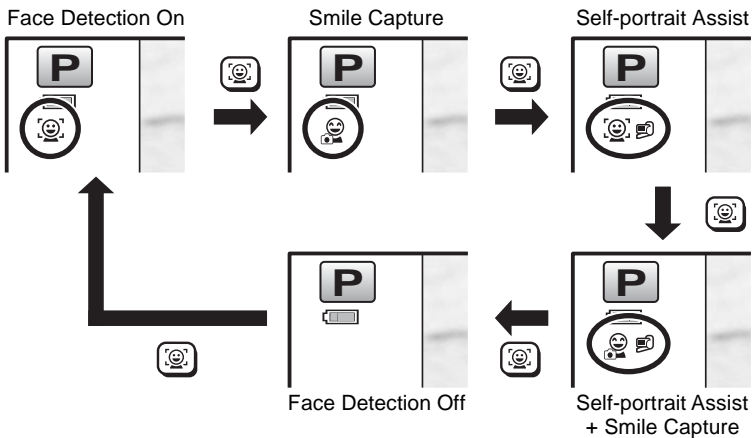 Face Detection On
Smile Capture
Self-portrait Assist
P
P
P
P
P
Face Detection Off
Self-portrait Assist
+ Smile Capture